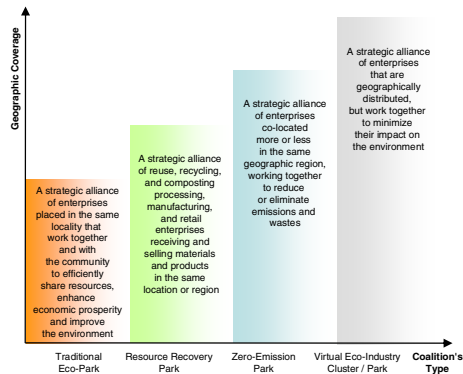 Geographic Coverage
A strategic alliance
of enterprises
placed in the same
locality that
work together
and with
the community
to efficiently
share resources,
enhance
economic prosperity
and improve
the environment
A strategic alliance
of reuse, recycling,
and composting
processing,
manufacturing,
and retail
enterprises
receiving and
selling materials
and products
in the same
location or region
A strategic alliance
of enterprises
co-located
more or less
in the same
geographic region,
working together
to reduce
or eliminate
emissions and
wastes
A strategic alliance
of enterprises
that are
geographically
distributed,
but work together
to minimize
their impact on
the environment
Traditional
Eco-Park
Resource Recovery
Park
Zero-Emission
Park
Virtual Eco-Industry
Cluster / Park
Coalition's
Type